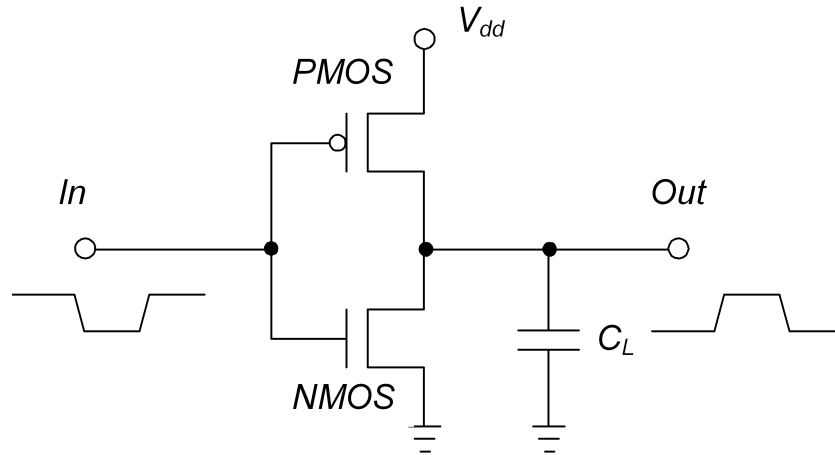 V_dd
PMOS
In
Out
C_L
NMOS